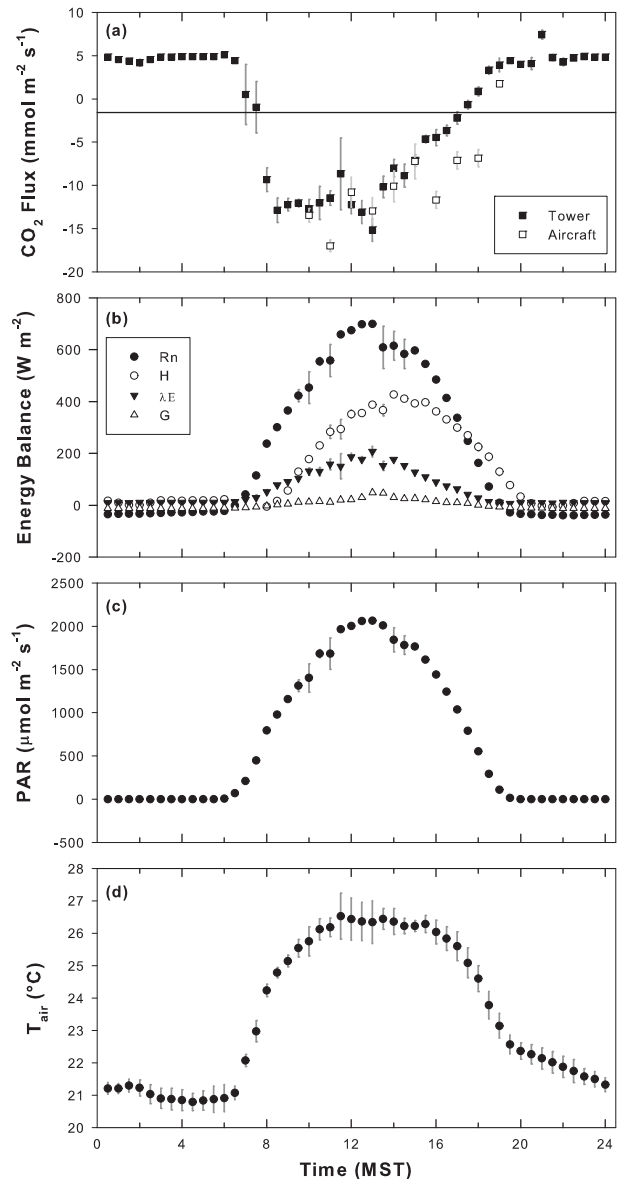 (a)
10
5
0
-5
-10
-15
-20
CO2 Flux (mmol m-2 s-1)
Tower
Aircraft
(b)
800
600
400
200
0
-200
Energy Balance (W m-2)
Rn
H
λE
G
(c)
2500
2000
1500
1000
500
0
-500
PAR (μmol m-2 s-1)
(d)
28
27
26
25
24
23
22
21
20
Tair (°C)
0 4 8 12 16 20 24
Time (MST)